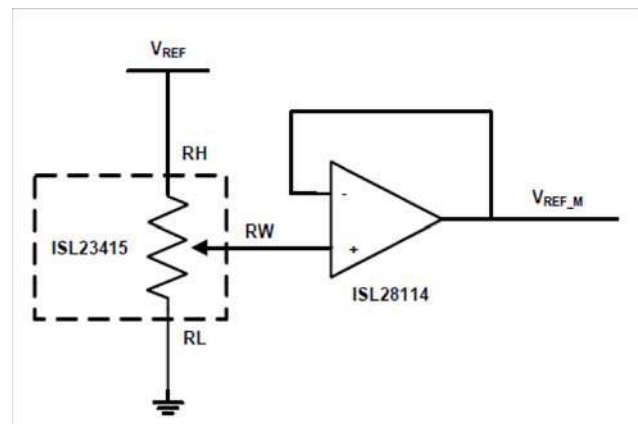 VREF
RH
ISL23415
RW
RL
-
+
VREF_M
ISL28114